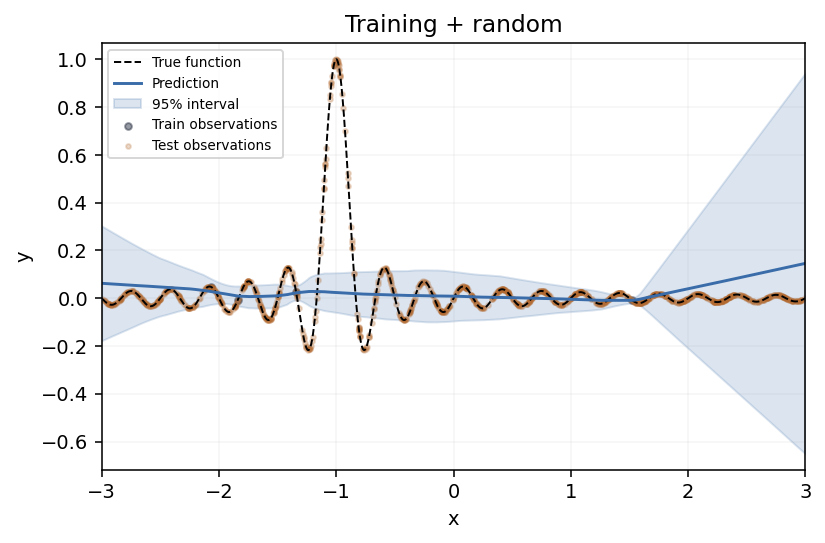 Training + random
True function
Prediction
95% interval
Train observations
Test observations
1.0
0.8
0.6
0.4
0.2
0.0
−0.2
−0.4
−0.6
y
−3
−2
−1
0
1
2
3
x